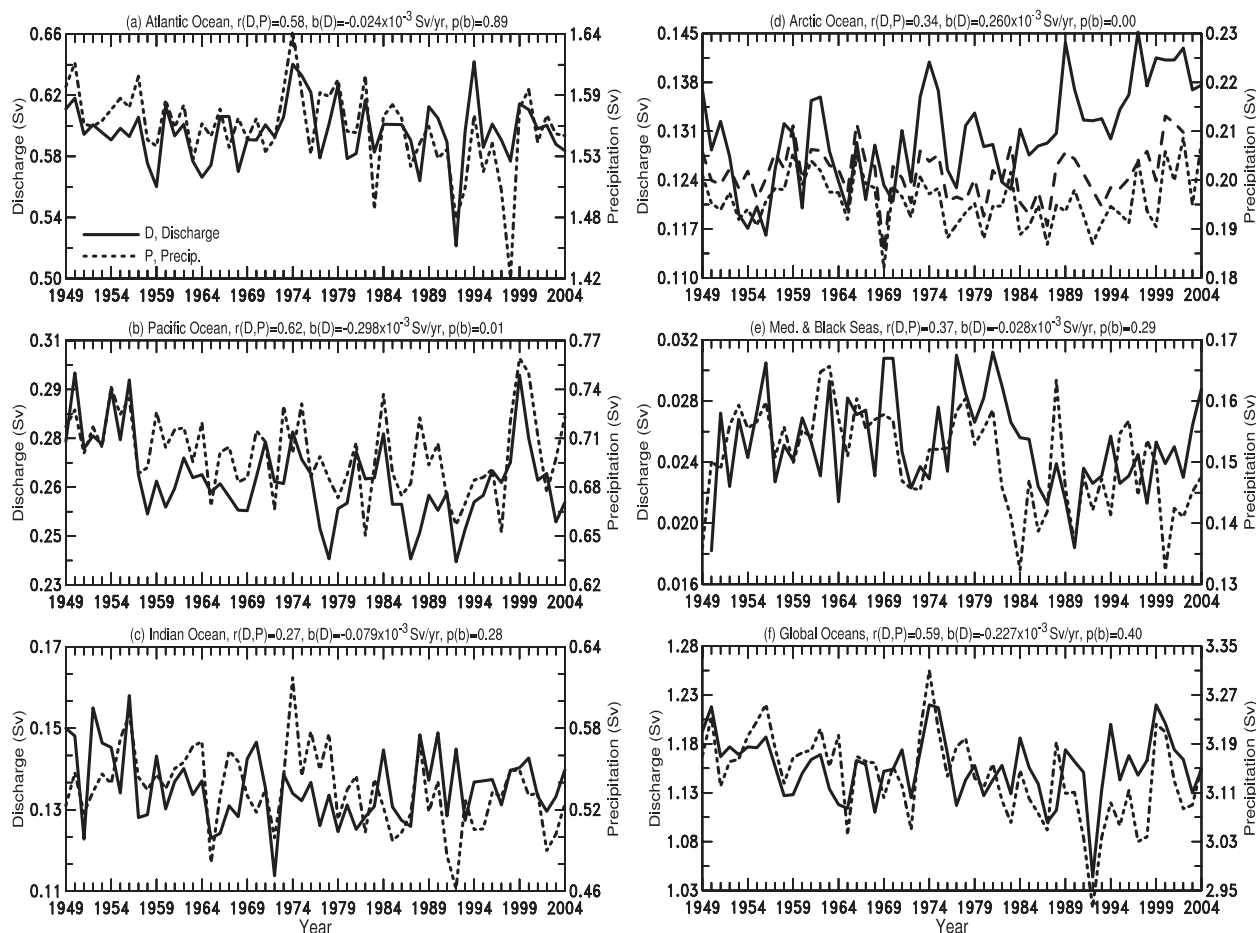 (a) Atlantic Ocean, r(D,P)=0.58, b(D)=-0.024x10⁻³ Sv/yr, p(b)=0.89
0.66
0.62
0.58
0.54
0.50
Discharge (Sv)
1.64
1.59
1.53
1.48
1.42
Precipitation (Sv)
D, Discharge
P, Precip.
1949 1954 1959 1964 1969 1974 1979 1984 1989 1994 1999 2004
(b) Pacific Ocean, r(D,P)=0.62, b(D)=-0.298x10⁻³ Sv/yr, p(b)=0.01
0.31
0.29
0.28
0.26
0.25
0.23
Discharge (Sv)
0.77
0.74
0.71
0.68
0.65
0.62
Precipitation (Sv)
1949 1954 1959 1964 1969 1974 1979 1984 1989 1994 1999 2004
(c) Indian Ocean, r(D,P)=0.27, b(D)=-0.079x10⁻³ Sv/yr, p(b)=0.28
0.17
0.15
0.13
0.11
Discharge (Sv)
0.64
0.58
0.52
0.46
Precipitation (Sv)
1949 1954 1959 1964 1969 1974 1979 1984 1989 1994 1999 2004
Year
(d) Arctic Ocean, r(D,P)=0.34, b(D)=0.260x10⁻³ Sv/yr, p(b)=0.00
0.145
0.138
0.131
0.124
0.117
0.110
Discharge (Sv)
0.23
0.22
0.21
0.20
0.19
0.18
Precipitation (Sv)
1949 1954 1959 1964 1969 1974 1979 1984 1989 1994 1999 2004
(e) Med. & Black Seas, r(D,P)=0.37, b(D)=-0.028x10⁻³ Sv/yr, p(b)=0.29
0.032
0.028
0.024
0.020
0.016
Discharge (Sv)
0.17
0.16
0.15
0.14
0.13
Precipitation (Sv)
1949 1954 1959 1964 1969 1974 1979 1984 1989 1994 1999 2004
(f) Global Oceans, r(D,P)=0.59, b(D)=-0.227x10⁻³ Sv/yr, p(b)=0.40
1.28
1.23
1.18
1.13
1.08
1.03
Discharge (Sv)
3.35
3.27
3.19
3.11
3.03
2.95
Precipitation (Sv)
1949 1954 1959 1964 1969 1974 1979 1984 1989 1994 1999 2004
Year